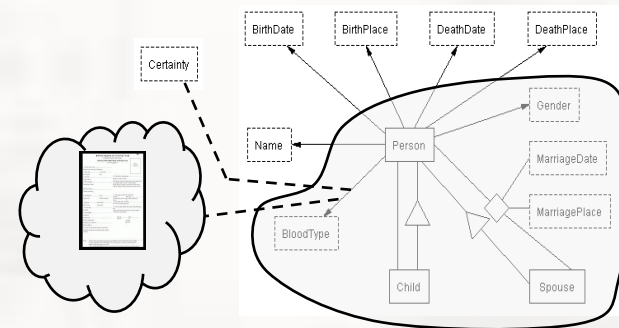 BirthDate
BirthPlace
DeathDate
DeathPlace
Certainty
Gender
Name
Person
MarriageDate
MarriagePlace
BloodType
Child
Spouse